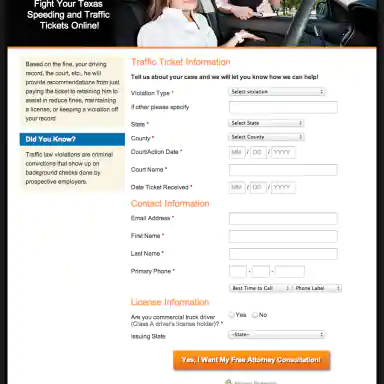 Fight Your Texas
Speeding and Traffic
Tickets Online!
Based on the fine, your driving
record, the court, etc., he will
provide recommendations from just
paying the ticket to retaining him to
assist in reduce fines, maintaining
a license, or keeping a violation off
your record
Did You Know?
Traffic law violations are criminal
convictions that show up on
background checks done by
prospective employers.
Traffic Ticket Information
Tell us about your case and we will let you know how we can help!
Violation Type * Select violation
If other please specify
State * Select State
County * Select County
Court/Action Date * MM / DD / YYYY
Court Name *
Date Ticket Received * MM / DD / YYYY
Contact Information
Email Address *
First Name *
Last Name *
Primary Phone * - -
Best Time to Call Phone Label
License Information
Are you commercial truck driver Yes No
(Class A driver's license holder)? *
Issuing State --State--
Yes, I Want My Free Attorney Consultation!